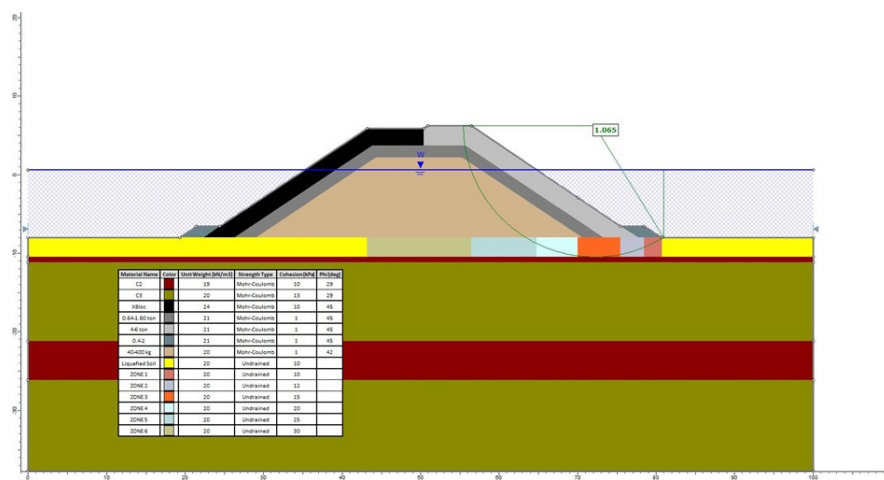 20
10
1.065
W
0
-10
Material Name Color Unit Weight (kN/m3) Strength Type Cohesion (kPa) Phi (deg)
C2 19 Mohr-Coulomb 10 29
C3 20 Mohr-Coulomb 13 29
XBloc 24 Mohr-Coulomb 10 45
0.64-1.60 ton 21 Mohr-Coulomb 1 45
4-6 ton 21 Mohr-Coulomb 1 45
0.4-2 21 Mohr-Coulomb 1 45
40-400 kg 20 Mohr-Coulomb 1 42
Liquefied Soil 20 Undrained 10
ZONE 1 20 Undrained 10
ZONE 2 20 Undrained 12
ZONE 3 20 Undrained 15
ZONE 4 20 Undrained 20
ZONE 5 20 Undrained 25
ZONE 6 20 Undrained 30
-20
-30
0 10 20 30 40 50 60 70 80 90 100